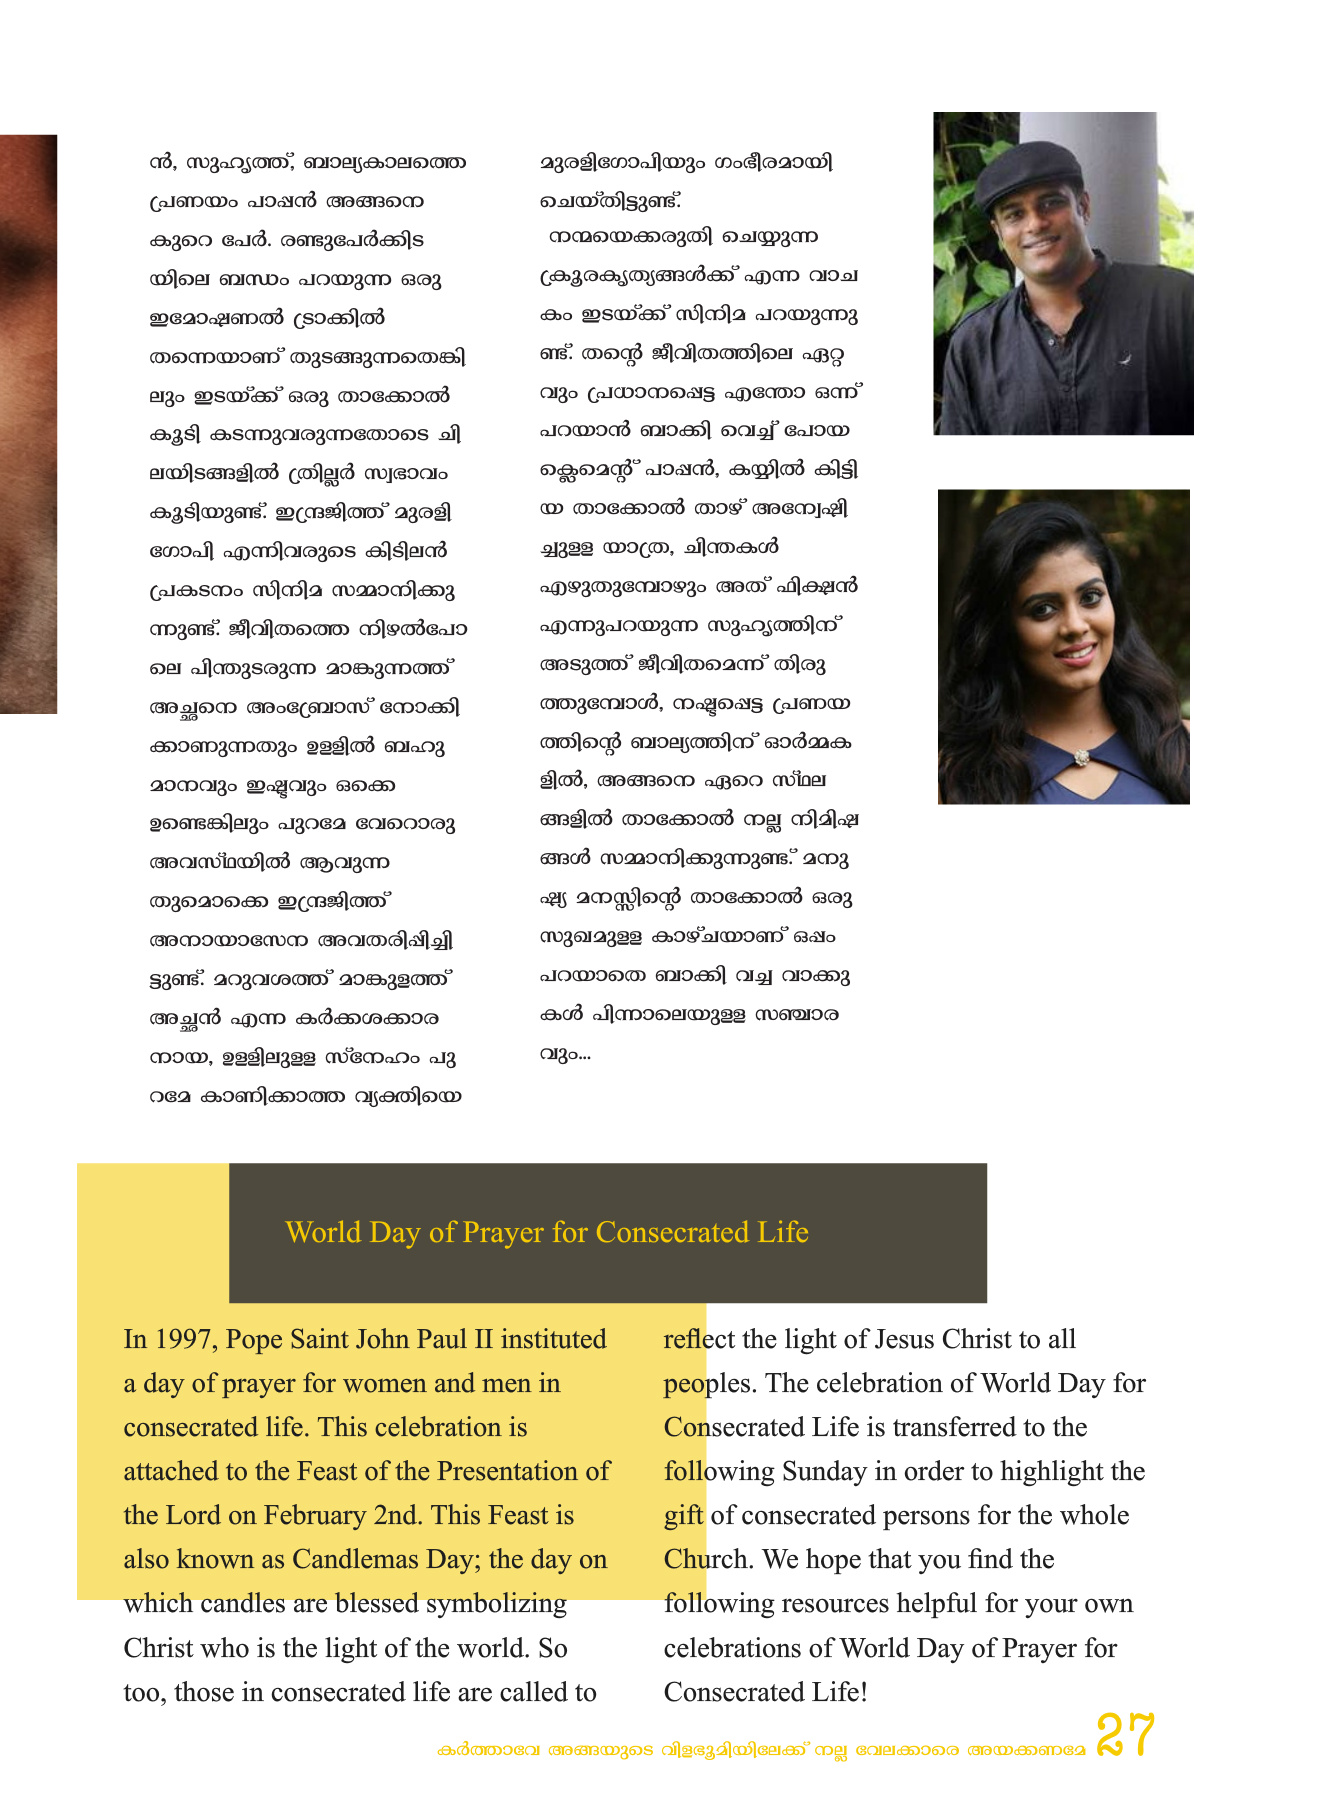 ൻ, സുഹൃത്ത്, ബാല്യകാലത്തെ
പ്രണയം പാപ്പൻ അങ്ങനെ
കുറെ പേർ. രണ്ടുപേർക്കിട
യിലെ ബന്ധം പറയുന്ന ഒരു
ഇമോഷണൽ ട്രാക്കിൽ
തന്നെയാണ് തുടങ്ങുന്നതെങ്കി
ലും ഇടയ്ക്ക് ഒരു താക്കോൽ
കൂടി കടന്നുവരുന്നതോടെ ചി
ലയിടങ്ങളിൽ ത്രില്ലർ സ്വഭാവം
കൂടിയുണ്ട്. ഇന്ദ്രജിത്ത് മുരളി
ഗോപി എന്നിവരുടെ കിടിലൻ
പ്രകടനം സിനിമ സമ്മാനിക്കു
ന്നുണ്ട്. ജീവിതത്തെ നിഴൽപോ
ലെ പിന്തുടരുന്ന മാങ്കുന്നത്ത്
അച്ഛനെ അംബ്രോസ് നോക്കി
ക്കാണുന്നതും ഉള്ളിൽ ബഹു
മാനവും ഇഷ്ടവും ഒക്കെ
ഉണ്ടെങ്കിലും പുറമേ വേറൊരു
അവസ്ഥയിൽ ആവുന്ന
തുമൊക്കെ ഇന്ദ്രജിത്ത്
അനായാസേന അവതരിപ്പിച്ചി
ട്ടുണ്ട്. മറുവശത്ത് മാങ്കുളത്ത്
അച്ഛൻ എന്ന കർക്കശക്കാര
നായ, ഉള്ളിലുള്ള സ്നേഹം പു
റമേ കാണിക്കാത്ത വ്യക്തിയെ
മുരളിഗോപിയും ഗംഭീരമായി
ചെയ്തിട്ടുണ്ട്.
നന്മയെക്കരുതി ചെയ്യുന്ന
ക്രൂരകൃത്യങ്ങൾക്ക് എന്ന വാച
കം ഇടയ്ക്ക് സിനിമ പറയുന്നു
ണ്ട്. തന്റെ ജീവിതത്തിലെ ഏറ്റ
വും പ്രധാനപ്പെട്ട എന്തോ ഒന്ന്
പറയാൻ ബാക്കി വെച്ച് പോയ
ക്ലെമെന്റ് പാപ്പൻ, കയ്യിൽ കിട്ടി
യ താക്കോൽ താഴ് അന്വേഷി
ച്ചുള്ള യാത്ര, ചിന്തകൾ
എഴുതുമ്പോഴും അത് ഫിക്ഷൻ
എന്നുപറയുന്ന സുഹൃത്തിന്
അടുത്ത് ജീവിതമെന്ന് തിരു
ത്തുമ്പോൾ, നഷ്ടപ്പെട്ട പ്രണയ
ത്തിന്റെ ബാല്യത്തിന് ഓർമ്മക
ളിൽ, അങ്ങനെ ഏറെ സ്ഥല
ങ്ങളിൽ താക്കോൽ നല്ല നിമിഷ
ങ്ങൾ സമ്മാനിക്കുന്നുണ്ട്. മനു
ഷ്യ മനസ്സിന്റെ താക്കോൽ ഒരു
സുഖമുള്ള കാഴ്ചയാണ് ഒപ്പം
പറയാതെ ബാക്കി വച്ച വാക്കു
കൾ പിന്നാലെയുള്ള സഞ്ചാര
വും...
World Day of Prayer for Consecrated Life
In 1997, Pope Saint John Paul II instituted
a day of prayer for women and men in
consecrated life. This celebration is
attached to the Feast of the Presentation of
the Lord on February 2nd. This Feast is
also known as Candlemas Day; the day on
which candles are blessed symbolizing
Christ who is the light of the world. So
too, those in consecrated life are called to
reflect the light of Jesus Christ to all
peoples. The celebration of World Day for
Consecrated Life is transferred to the
following Sunday in order to highlight the
gift of consecrated persons for the whole
Church. We hope that you find the
following resources helpful for your own
celebrations of World Day of Prayer for
Consecrated Life!
കർത്താവേ അങ്ങയുടെ വിളഭൂമിയിലേക്ക് നല്ല വേലക്കാരെ അയക്കണമേ 27